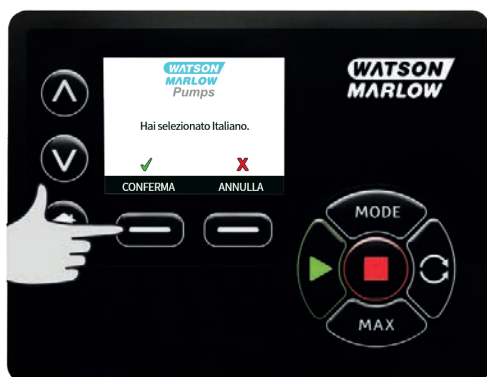 WATSON
MARLOW
Pumps
Hai selezionato Italiano.
CONFERMA
ANNULLA
WATSON
MARLOW
MODE
MAX